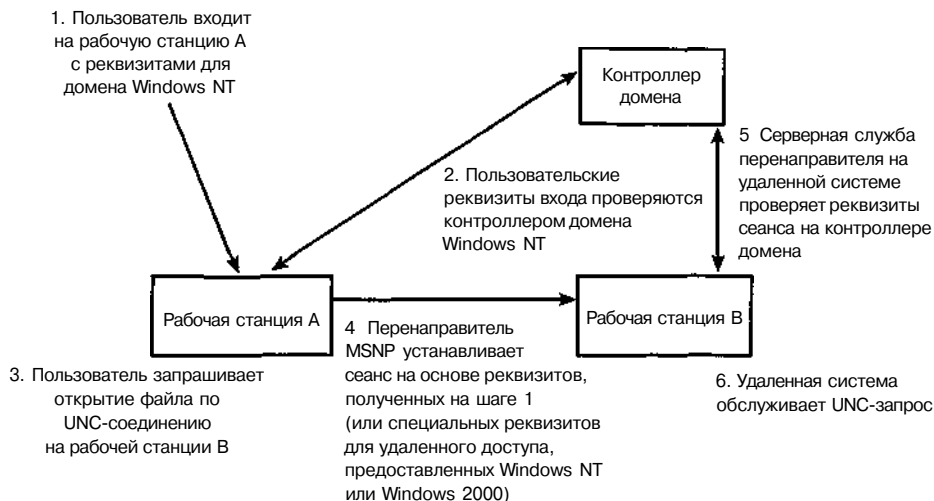 1. Пользователь входит
на рабочую станцию А
с реквизитами для
домена Windows NT
Контроллер
домена
2. Пользовательские
реквизиты входа проверяются
контроллером домена
Windows NT
5 Серверная служба
перенаправителя на
удаленной системе
проверяет реквизиты
сеанса на контроллере
домена
Рабочая станция А
Рабочая станция В
3. Пользователь запрашивает
открытие файла по
UNC-соединению
на рабочей станции В
4 Перенаправитель
MSNP устанавливает
сеанс на основе реквизитов,
полученных на шаге 1
(или специальных реквизитов
для удаленного доступа,
предоставленных Windows NT
или Windows 2000)
6. Удаленная система
обслуживает UNC-запрос